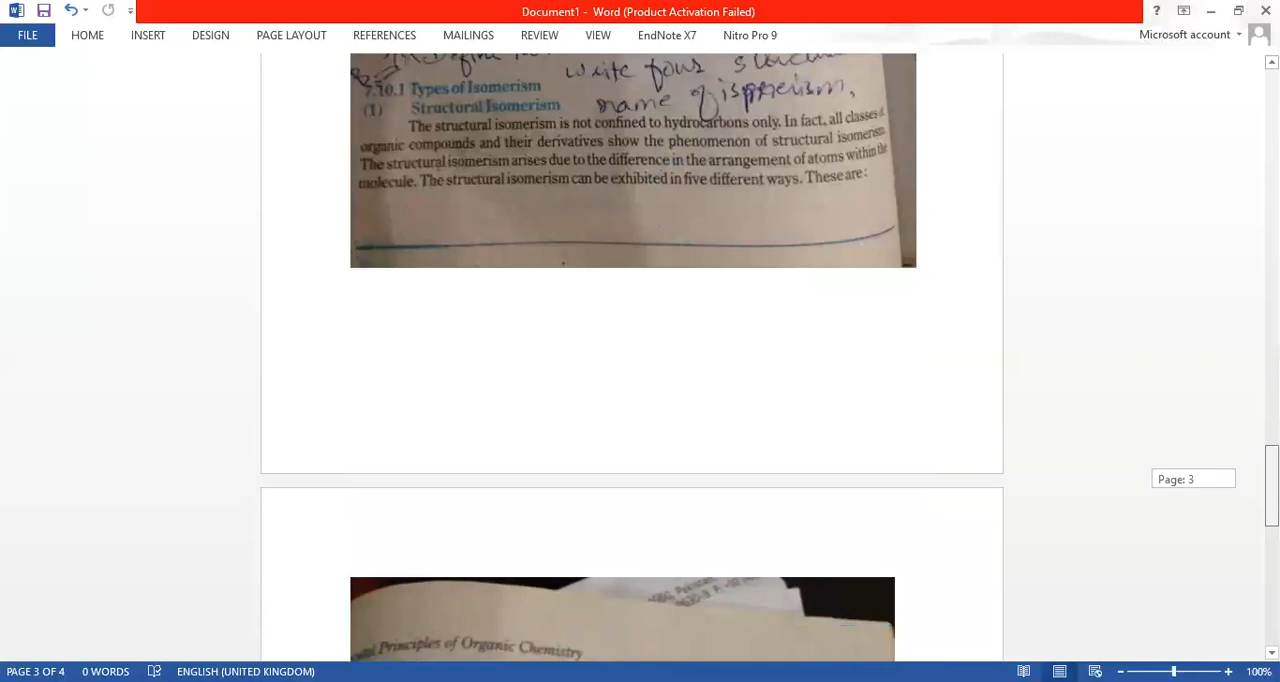 Document1 - Word (Product Activation Failed)
?
FILE HOME INSERT DESIGN PAGE LAYOUT REFERENCES MAILINGS REVIEW VIEW EndNote X7 Nitro Pro 9 Microsoft account
write four
name of isomerism.
7.10.1 Types of Isomerism
(1) Structural Isomerism
The structural isomerism is not confined to hydrocarbons only. In fact, all classes of
organic compounds and their derivatives show the phenomenon of structural isomerism.
The structural isomerism arises due to the difference in the arrangement of atoms within the
molecule. The structural isomerism can be exhibited in five different ways. These are:
Page: 3
Principles of Organic Chemistry
PAGE 3 OF 4 0 WORDS ENGLISH (UNITED KINGDOM) 100%